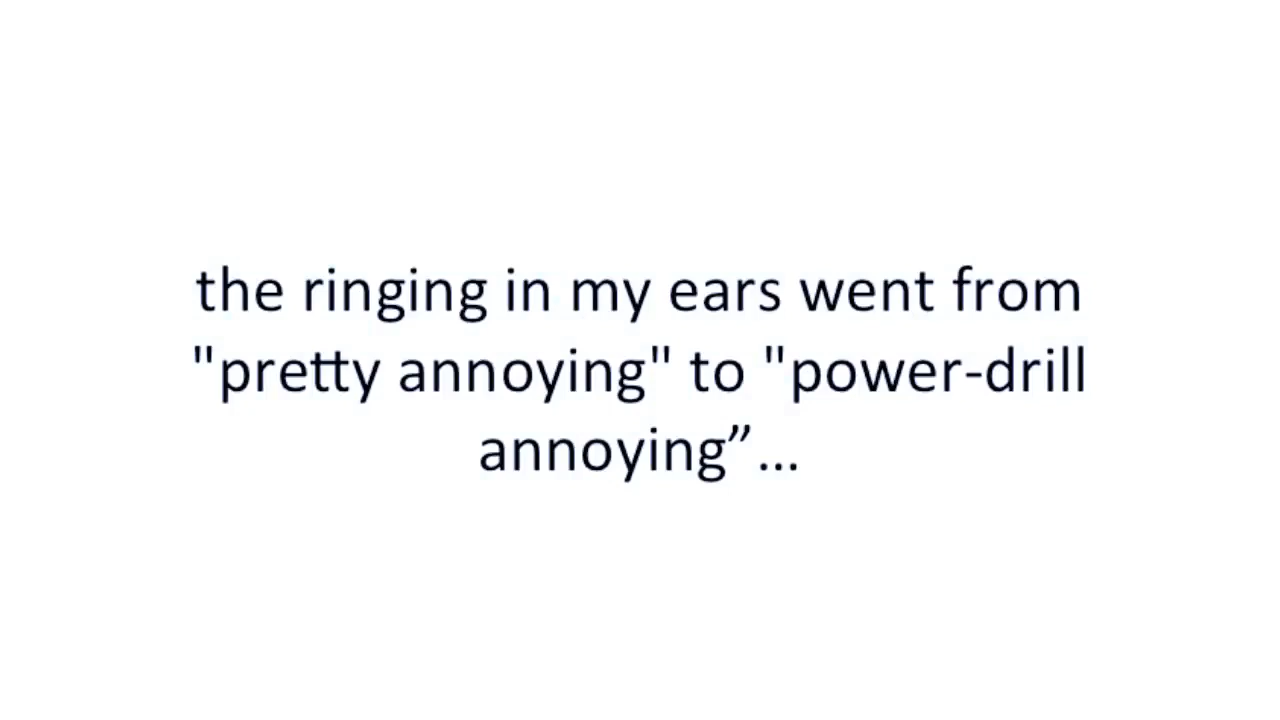 the ringing in my ears went from
"pretty annoying" to "power-drill
annoying”...